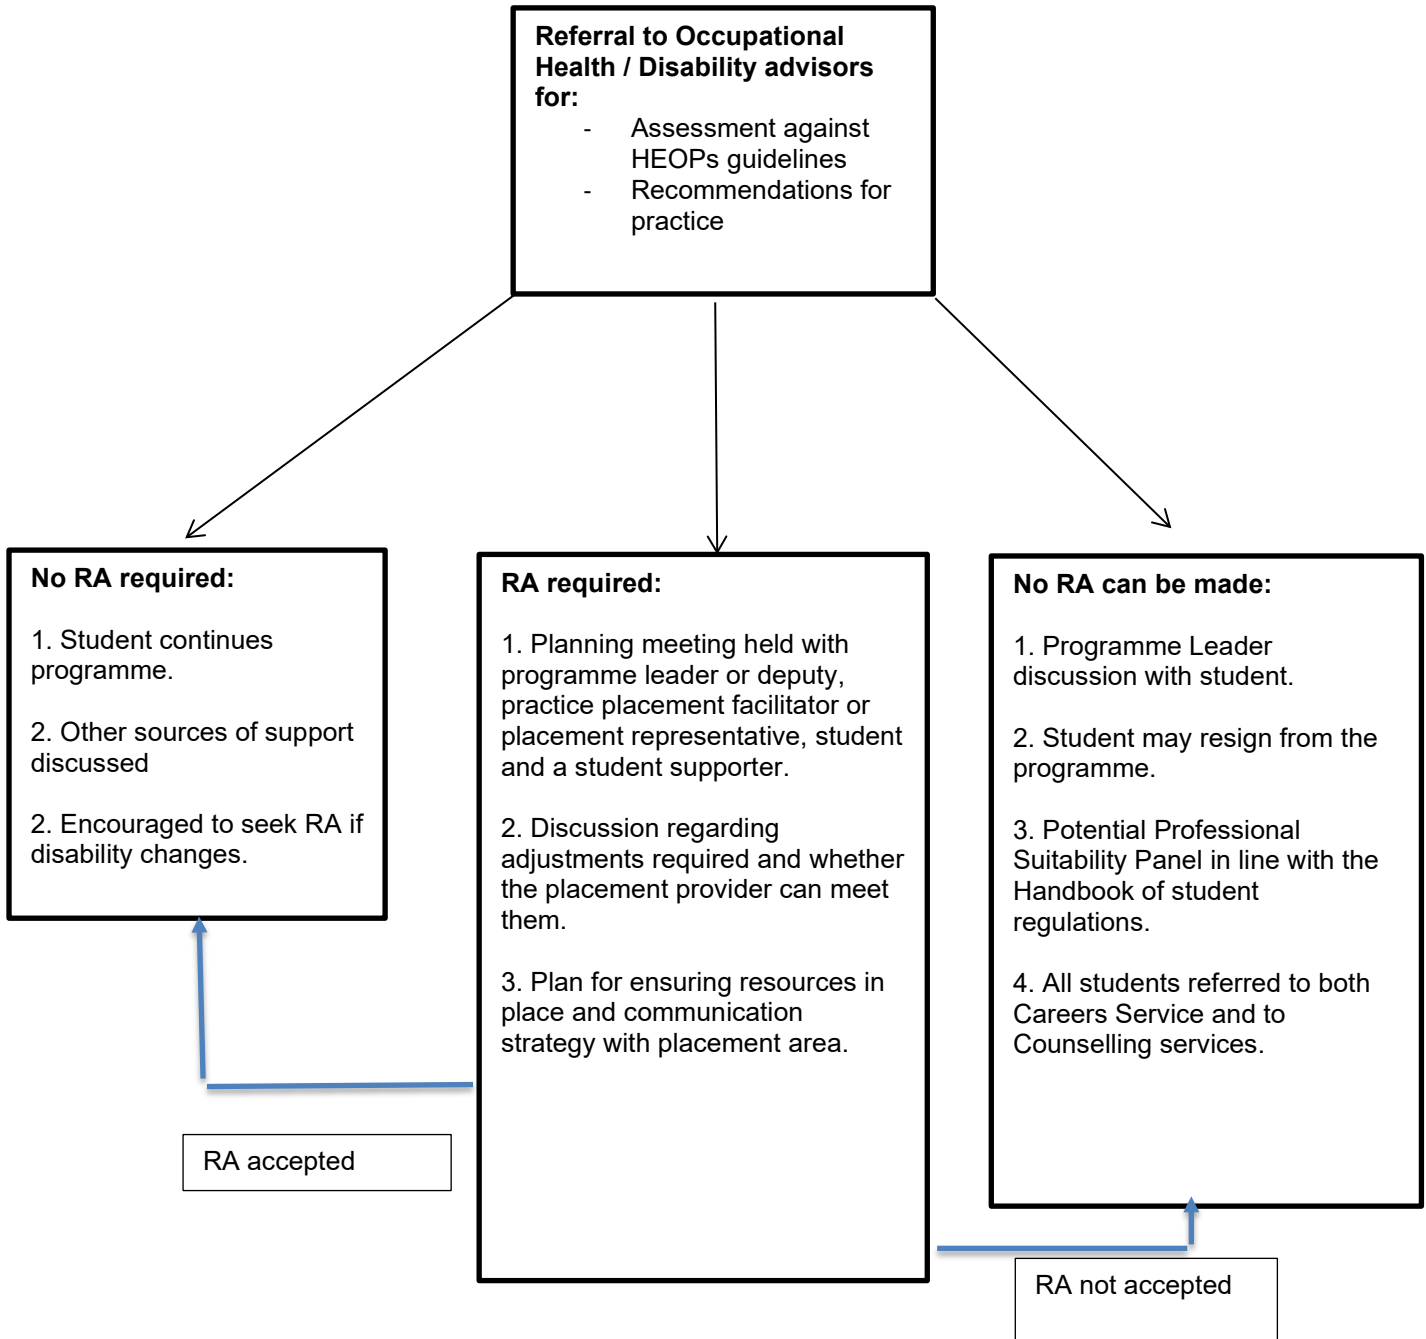 Referral to Occupational
Health / Disability advisors
for:
- Assessment against
HEOPs guidelines
- Recommendations for
practice
No RA required:
1. Student continues
programme.
2. Other sources of support
discussed
2. Encouraged to seek RA if
disability changes.
RA required:
1. Planning meeting held with
programme leader or deputy,
practice placement facilitator or
placement representative, student
and a student supporter.
2. Discussion regarding
adjustments required and whether
the placement provider can meet
them.
3. Plan for ensuring resources in
place and communication
strategy with placement area.
No RA can be made:
1. Programme Leader
discussion with student.
2. Student may resign from the
programme.
3. Potential Professional
Suitability Panel in line with the
Handbook of student
regulations.
4. All students referred to both
Careers Service and to
Counselling services.
RA accepted
RA not accepted